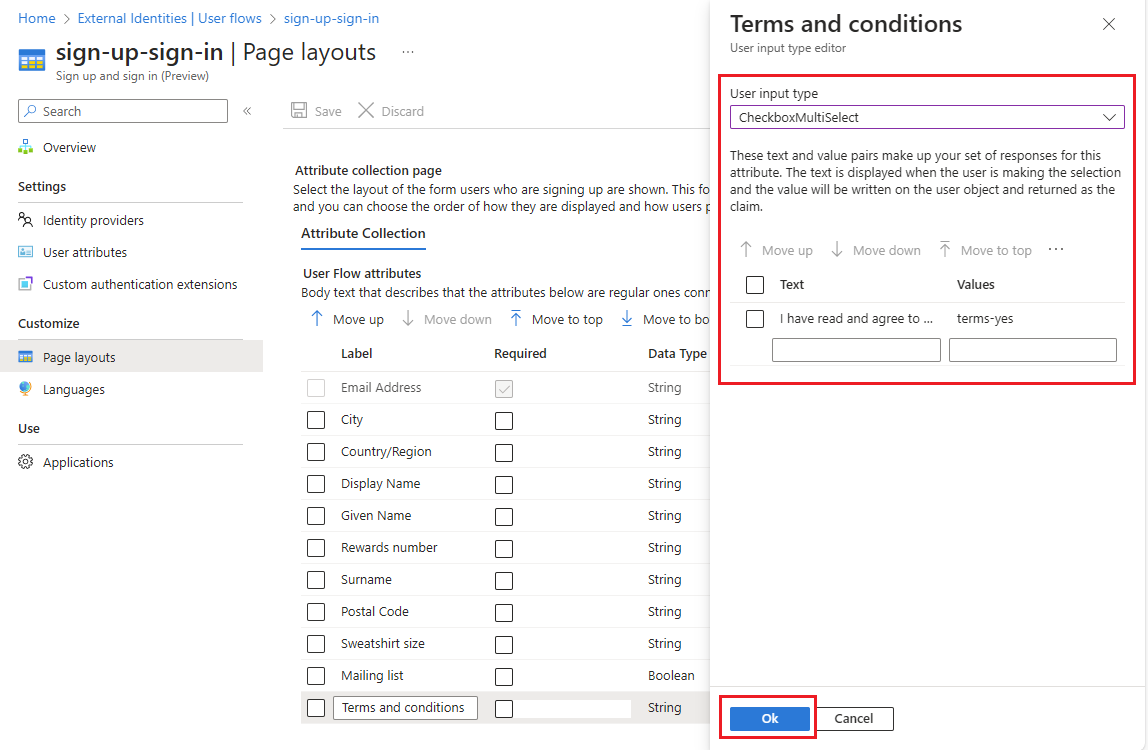 Home > External Identities | User flows > sign-up-sign-in
sign-up-sign-in | Page layouts ...
Sign up and sign in (Preview)
Search
Overview
Settings
Identity providers
User attributes
Custom authentication extensions
Customize
Page layouts
Languages
Use
Applications
Save Discard
Attribute collection page
Select the layout of the form users who are signing up are shown. This fo
and you can choose the order of how they are displayed and how users p
Attribute Collection
User Flow attributes
Body text that describes that the attributes below are regular ones conn
Move up Move down Move to top Move to bo
Label Required Data Type
Email Address String
City String
Country/Region String
Display Name String
Given Name String
Rewards number String
Surname String
Postal Code String
Sweatshirt size String
Mailing list Boolean
Terms and conditions String
Terms and conditions
User input type editor
User input type
CheckboxMultiSelect
These text and value pairs make up your set of responses for this
attribute. The text is displayed when the user is making the selection
and the value will be written on the user object and returned as the
claim.
Move up Move down Move to top ...
Text Values
I have read and agree to ... terms-yes
Ok Cancel